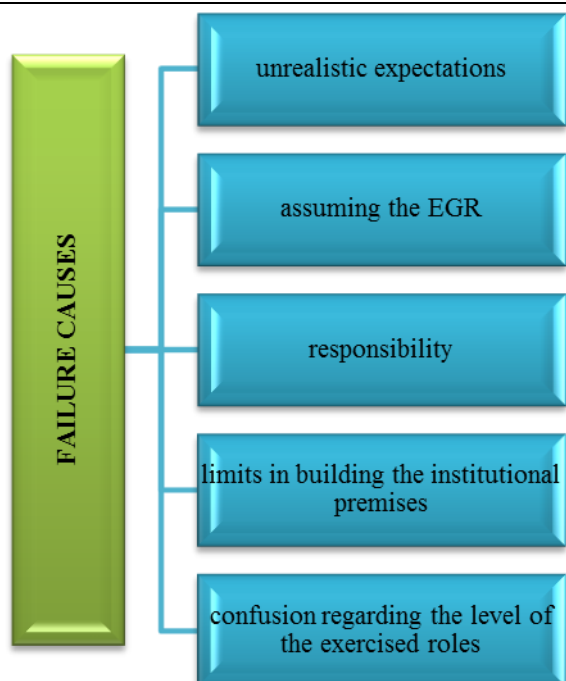 FAILURE CAUSES
unrealistic expectations
assuming the EGR
responsibility
limits in building the institutional
premises
confusion regarding the level of
the exercised roles